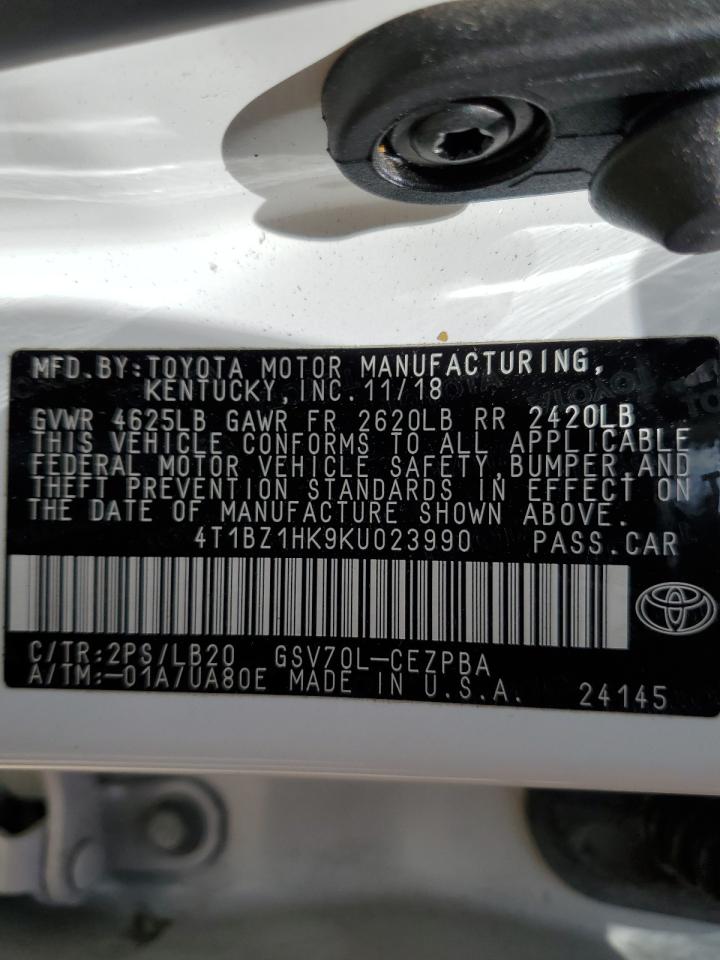 MFD.BY:TOYOTA MOTOR MANUFACTURING,
KENTUCKY,INC.11/18
GVWR 4625LB GAWR FR 2620LB RR 2420LB
THIS VEHICLE CONFORMS TO ALL APPLICABLE
FEDERAL MOTOR VEHICLE SAFETY,BUMPER,AND
THEFT PREVENTION STANDARDS IN EFFECT ON
THE DATE OF MANUFACTURE SHOWN ABOVE.
4T1BZ1HK9KU023990 PASS.CAR
C/TR:2PS/LB20 GSV70L-CEZPBA
A/TM:-01A/UA80E MADE IN U.S.A. 24145